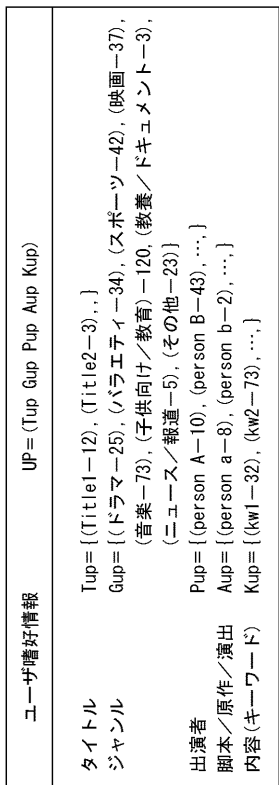 ユーザ嗜好情報 UP=(Tup Gup Pup Aup Kup)
タイトル Tup={(Title1-12), (Title2-3),,,}
ジャンル Gup={(ドラマ-25), (バラエティ-34), (スポーツ-42), (映画-37),
(音楽-73), (子供向け/教育)-120, (教養/ドキュメント-3),
(ニュース/報道-5), (その他-23)}
出演者 Pup={(person A-10), (person B-43), …,}
脚本/原作/演出 Aup={(person a-8), (person b-2), …,}
内容(キーワード) Kup={(kw1-32), (kw2-73), …,}